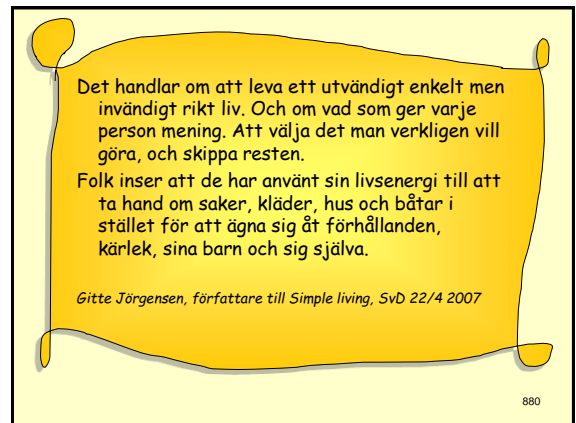 Det handlar om att leva ett utvändigt enkelt men
invändigt rikt liv. Och om vad som ger varje
person mening. Att välja det man verkligen vill
göra, och skippa resten.
Folk inser att de har använt sin livsenergi till att
ta hand om saker, kläder, hus och båtar i
stället för att ägna sig åt förhållanden,
kärlek, sina barn och sig själva.
Gitte Jörgensen, författare till Simple living, SvD 22/4 2007
880